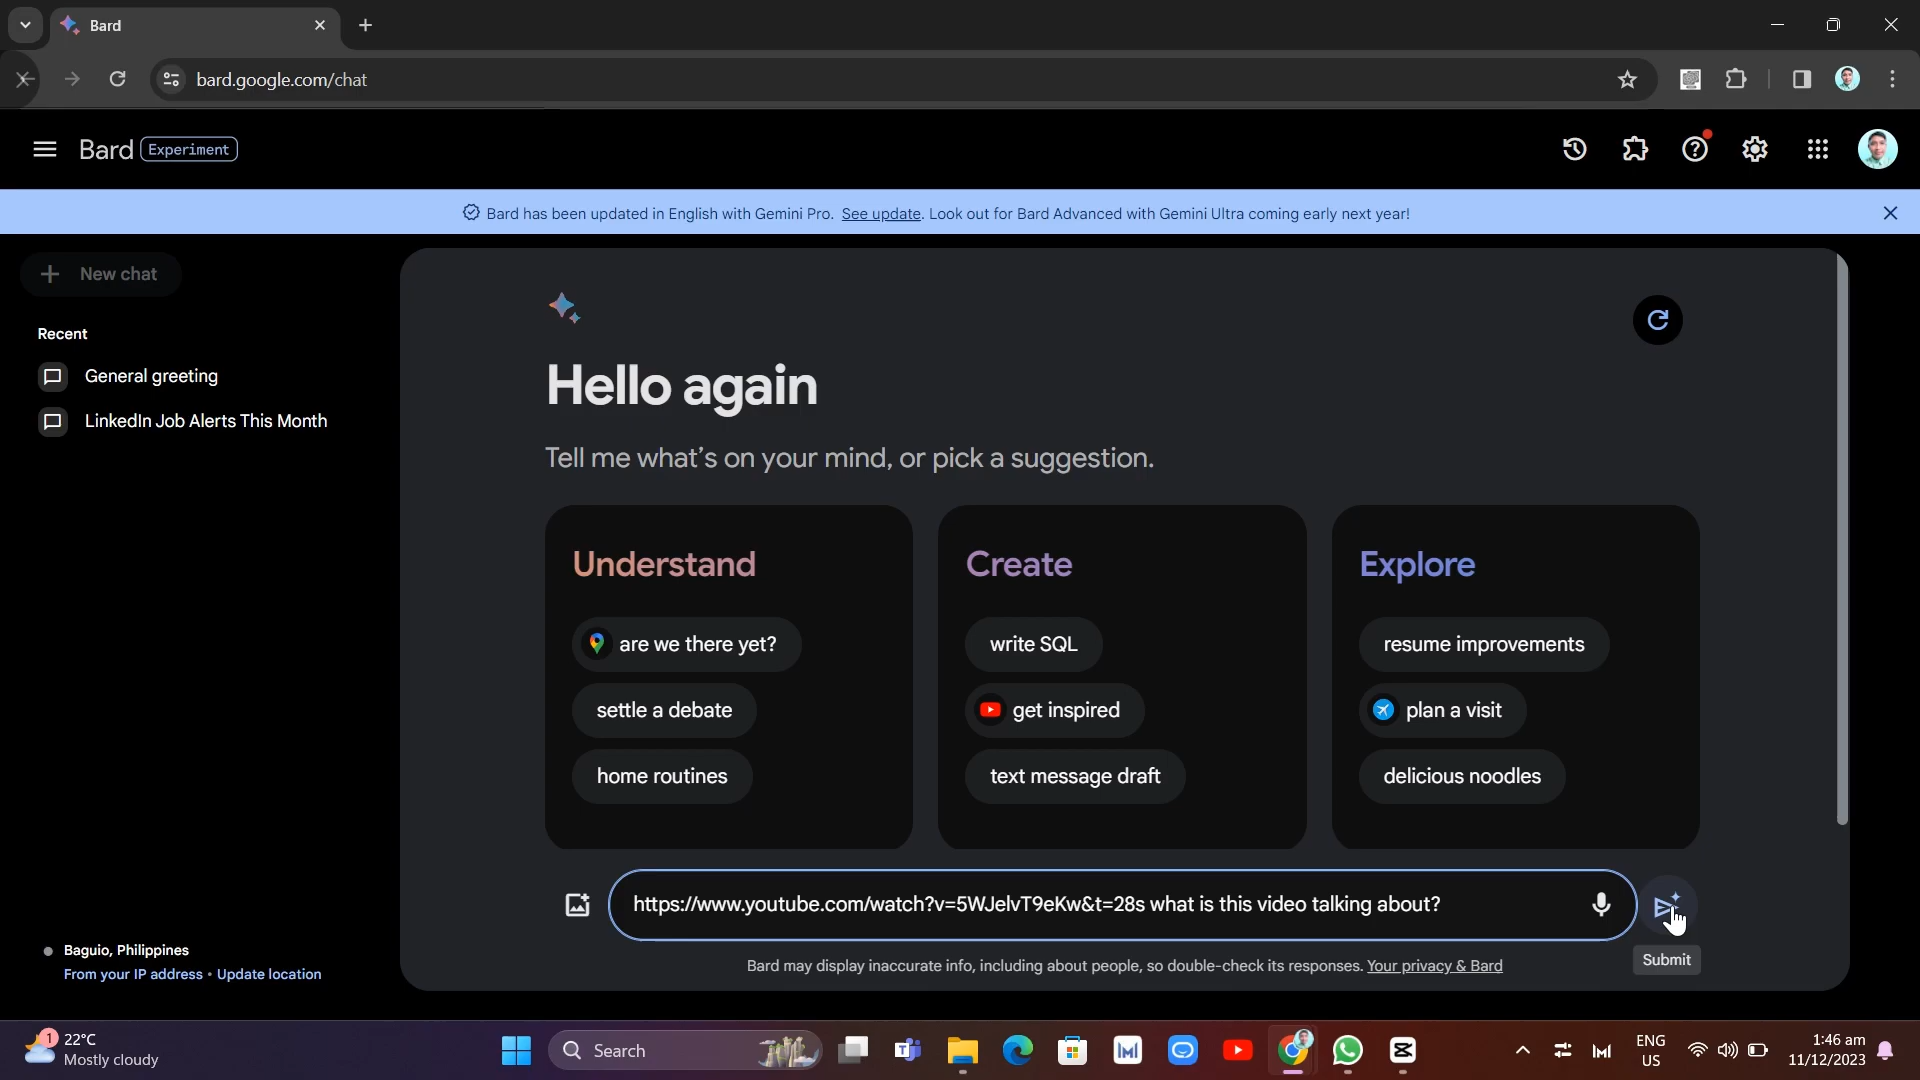 Bard
bard.google.com/chat
Bard Experiment
Bard has been updated in English with Gemini Pro. See update. Look out for Bard Advanced with Gemini Ultra coming early next year!
New chat
Recent
General greeting
LinkedIn Job Alerts This Month
Hello again
Tell me what's on your mind, or pick a suggestion.
Understand
are we there yet?
settle a debate
home routines
Create
write SQL
get inspired
text message draft
Explore
resume improvements
plan a visit
delicious noodles
https://www.youtube.com/watch?v=5WJelvT9eKw&t=28s what is this video talking about?
Submit
Bard may display inaccurate info, including about people, so double-check its responses. Your privacy & Bard
Baguio, Philippines
From your IP address • Update location
1
22°C
Mostly cloudy
Search
ENG
US
1:46 am
11/12/2023